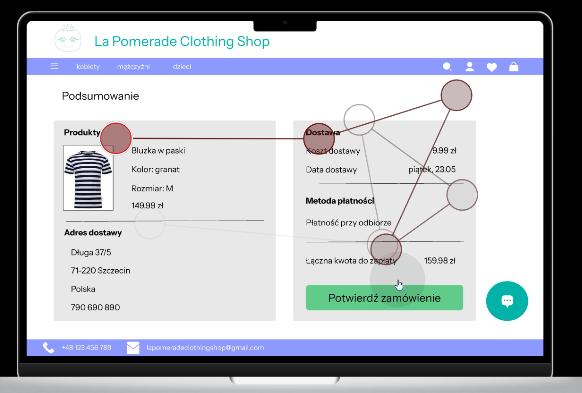 La Pomerade Clothing Shop
kobiety mężczyźni dzieci
Podsumowanie
Produkty
Bluzka w paski
Kolor: granat
Rozmiar: M
149.99 zł
Adres dostawy
Długa 37/5
71-220 Szczecin
Polska
790 690 890
Dostawa
Koszt dostawy 9.99 zł
Data dostawy piątek, 23.05
Metoda płatności
Płatność przy odbiorze
Łączna kwota do zapłaty 159,98 zł
Potwierdź zamówienie
+48 123 456 789 lapomeradeclothingshop@gmail.com